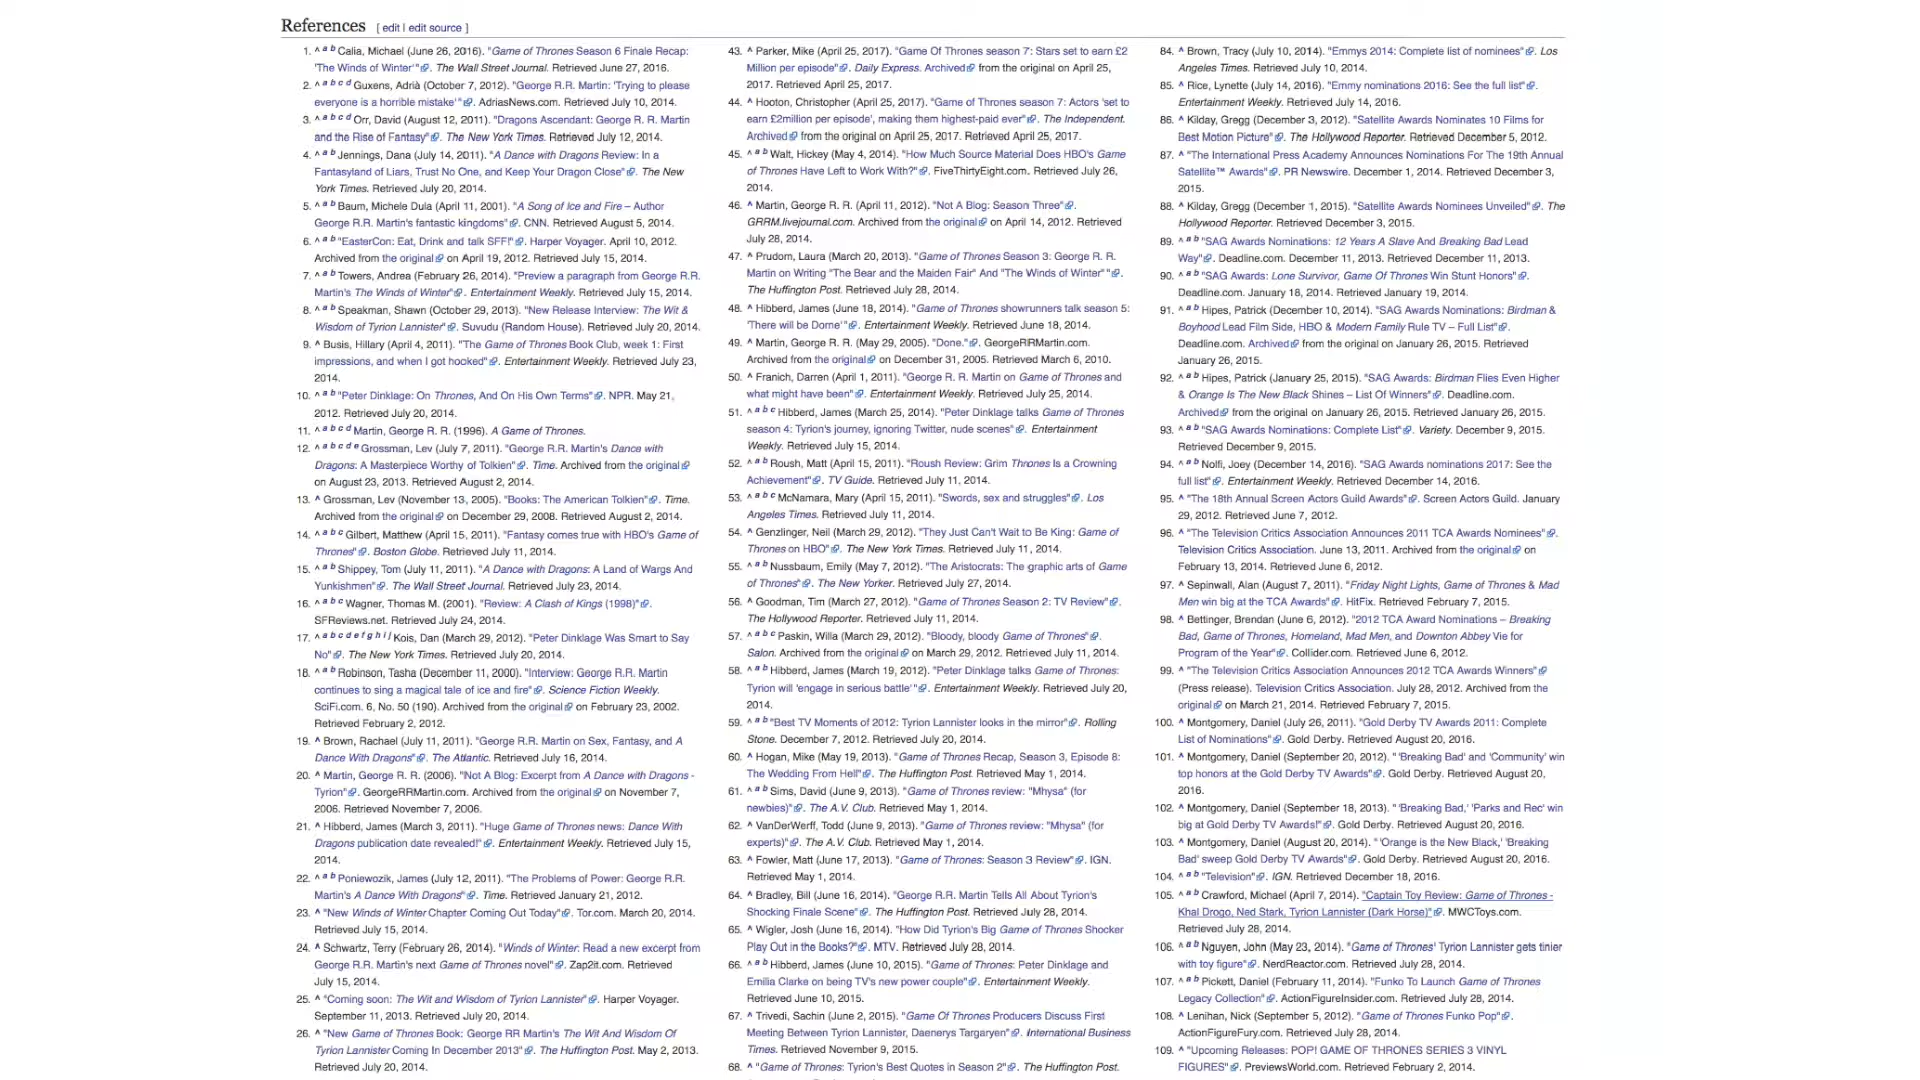 References [ edit | edit source ]
1. ^ a b Calia, Michael (June 26, 2016). "Game of Thrones Season 6 Finale Recap:
'The Winds of Winter'". The Wall Street Journal. Retrieved June 27, 2016.
2. ^ a b c d Guxens, Adrià (October 7, 2012). "George R.R. Martin: 'Trying to please
everyone is a horrible mistake'". AdriasNews.com. Retrieved July 10, 2014.
3. ^ a b c d Orr, David (August 12, 2011). "Dragons Ascendant: George R. R. Martin
and the Rise of Fantasy". The New York Times. Retrieved July 12, 2014.
4. ^ a b Jennings, Dana (July 14, 2011). "A Dance with Dragons Review: In a
Fantasyland of Liars, Trust No One, and Keep Your Dragon Close". The New
York Times. Retrieved July 20, 2014.
5. ^ a b Baum, Michele Dula (April 11, 2001). "A Song of Ice and Fire – Author
George R.R. Martin's fantastic kingdoms". CNN. Retrieved August 5, 2014.
6. ^ a b "EasterCon: Eat, Drink and talk SFF!". Harper Voyager. April 10, 2012.
Archived from the original on April 19, 2012. Retrieved July 15, 2014.
7. ^ a b Towers, Andrea (February 26, 2014). "Preview a paragraph from George R.R.
Martin's The Winds of Winter". Entertainment Weekly. Retrieved July 15, 2014.
8. ^ a b Speakman, Shawn (October 29, 2013). "New Release Interview: The Wit &
Wisdom of Tyrion Lannister". Suvudu (Random House). Retrieved July 20, 2014.
9. ^ Busis, Hillary (April 4, 2011). "The Game of Thrones Book Club, week 1: First
impressions, and when I got hooked". Entertainment Weekly. Retrieved July 23,
2014.
10. ^ a b "Peter Dinklage: On Thrones, And On His Own Terms". NPR. May 21,
2012. Retrieved July 20, 2014.
11. ^ a b c d Martin, George R. R. (1996). A Game of Thrones.
12. ^ a b c d e Grossman, Lev (July 7, 2011). "George R.R. Martin's Dance with
Dragons: A Masterpiece Worthy of Tolkien". Time. Archived from the original
on August 23, 2013. Retrieved August 2, 2014.
13. ^ Grossman, Lev (November 13, 2005). "Books: The American Tolkien". Time.
Archived from the original on December 29, 2008. Retrieved August 2, 2014.
14. ^ a b c Gilbert, Matthew (April 15, 2011). "Fantasy comes true with HBO's Game of
Thrones". Boston Globe. Retrieved July 11, 2014.
15. ^ a b Shippey, Tom (July 11, 2011). "A Dance with Dragons: A Land of Wargs And
Yunkishmen". The Wall Street Journal. Retrieved July 23, 2014.
16. ^ a b c Wagner, Thomas M. (2001). "Review: A Clash of Kings (1998)".
SFReviews.net. Retrieved July 24, 2014.
17. ^ a b c d e f g h i j Kois, Dan (March 29, 2012). "Peter Dinklage Was Smart to Say
No". The New York Times. Retrieved July 20, 2014.
18. ^ a b Robinson, Tasha (December 11, 2000). "Interview: George R.R. Martin
continues to sing a magical tale of ice and fire". Science Fiction Weekly.
SciFi.com. 6, No. 50 (190). Archived from the original on February 23, 2002.
Retrieved February 2, 2012.
19. ^ Brown, Rachael (July 11, 2011). "George R.R. Martin on Sex, Fantasy, and A
Dance With Dragons". The Atlantic. Retrieved July 16, 2014.
20. ^ Martin, George R. R. (2006). "Not A Blog: Excerpt from A Dance with Dragons -
Tyrion". GeorgeRRMartin.com. Archived from the original on November 7,
2006. Retrieved November 7, 2006.
21. ^ Hibberd, James (March 3, 2011). "Huge Game of Thrones news: Dance With
Dragons publication date revealed!". Entertainment Weekly. Retrieved July 15,
2014.
22. ^ a b Poniewozik, James (July 12, 2011). "The Problems of Power: George R.R.
Martin's A Dance With Dragons". Time. Retrieved January 21, 2012.
23. ^ "New Winds of Winter Chapter Coming Out Today". Tor.com. March 20, 2014.
Retrieved July 15, 2014.
24. ^ Schwartz, Terry (February 26, 2014). "Winds of Winter: Read a new excerpt from
George R.R. Martin's next Game of Thrones novel". Zap2it.com. Retrieved
July 15, 2014.
25. ^ "Coming soon: The Wit and Wisdom of Tyrion Lannister". Harper Voyager.
September 11, 2013. Retrieved July 20, 2014.
26. ^ "New Game of Thrones Book: George RR Martin's The Wit And Wisdom Of
Tyrion Lannister Coming In December 2013". The Huffington Post. May 2, 2013.
Retrieved July 20, 2014.
43. ^ Parker, Mike (April 25, 2017). "Game Of Thrones season 7: Stars set to earn £2
Million per episode". Daily Express. Archived from the original on April 25,
2017. Retrieved April 25, 2017.
44. ^ Hooton, Christopher (April 25, 2017). "Game of Thrones season 7: Actors 'set to
earn £2million per episode', making them highest-paid ever". The Independent.
Archived from the original on April 25, 2017. Retrieved April 25, 2017.
45. ^ a b Walt, Hickey (May 4, 2014). "How Much Source Material Does HBO's Game
of Thrones Have Left to Work With?". FiveThirtyEight.com. Retrieved July 26,
2014.
46. ^ Martin, George R. R. (April 11, 2012). "Not A Blog: Season Three".
GRRM.livejournal.com. Archived from the original on April 14, 2012. Retrieved
July 28, 2014.
47. ^ Prudom, Laura (March 20, 2013). "Game of Thrones Season 3: George R. R.
Martin on Writing "The Bear and the Maiden Fair" And "The Winds of Winter" ".
The Huffington Post. Retrieved July 28, 2014.
48. ^ Hibberd, James (June 18, 2014). "Game of Thrones showrunners talk season 5:
'There will be Dorne'". Entertainment Weekly. Retrieved June 18, 2014.
49. ^ Martin, George R. R. (May 29, 2005). "Done.". GeorgeRRMartin.com.
Archived from the original on December 31, 2005. Retrieved March 6, 2010.
50. ^ Franich, Darren (April 1, 2011). "George R. R. Martin on Game of Thrones and
what might have been". Entertainment Weekly. Retrieved July 25, 2014.
51. ^ a b c Hibberd, James (March 25, 2014). "Peter Dinklage talks Game of Thrones
season 4: Tyrion's journey, ignoring Twitter, nude scenes". Entertainment
Weekly. Retrieved July 15, 2014.
52. ^ a b Roush, Matt (April 15, 2011). "Roush Review: Grim Thrones Is a Crowning
Achievement". TV Guide. Retrieved July 11, 2014.
53. ^ a b c McNamara, Mary (April 15, 2011). "Swords, sex and struggles". Los
Angeles Times. Retrieved July 11, 2014.
54. ^ Genzlinger, Neil (March 29, 2012). "They Just Can't Wait to Be King: Game of
Thrones on HBO". The New York Times. Retrieved July 11, 2014.
55. ^ a b Nussbaum, Emily (May 7, 2012). "The Aristocrats: The graphic arts of Game
of Thrones". The New Yorker. Retrieved July 27, 2014.
56. ^ Goodman, Tim (March 27, 2012). "Game of Thrones Season 2: TV Review".
The Hollywood Reporter. Retrieved July 11, 2014.
57. ^ a b c Paskin, Willa (March 29, 2012). "Bloody, bloody Game of Thrones".
Salon. Archived from the original on March 29, 2012. Retrieved July 11, 2014.
58. ^ a b Hibberd, James (March 19, 2012). "Peter Dinklage talks Game of Thrones:
Tyrion will 'engage in serious battle'". Entertainment Weekly. Retrieved July 20,
2014.
59. ^ a b "Best TV Moments of 2012: Tyrion Lannister looks in the mirror". Rolling
Stone. December 7, 2012. Retrieved July 20, 2014.
60. ^ Hogan, Mike (May 19, 2013). "Game of Thrones Recap, Season 3, Episode 8:
The Wedding From Hell". The Huffington Post. Retrieved May 1, 2014.
61. ^ a b Sims, David (June 9, 2013). "Game of Thrones review: "Mhysa" (for
newbies)". The A.V. Club. Retrieved May 1, 2014.
62. ^ VanDerWerff, Todd (June 9, 2013). "Game of Thrones review: "Mhysa" (for
experts)". The A.V. Club. Retrieved May 1, 2014.
63. ^ Fowler, Matt (June 17, 2013). "Game of Thrones: Season 3 Review". IGN.
Retrieved May 1, 2014.
64. ^ Bradley, Bill (June 16, 2014). "George R.R. Martin Tells All About Tyrion's
Shocking Finale Scene". The Huffington Post. Retrieved July 28, 2014.
65. ^ Wigler, Josh (June 16, 2014). "How Did Tyrion's Big Game of Thrones Shocker
Play Out in the Books?". MTV. Retrieved July 28, 2014.
66. ^ a b Hibberd, James (June 10, 2015). "Game of Thrones: Peter Dinklage and
Emilia Clarke on being TV's new power couple". Entertainment Weekly.
Retrieved June 10, 2015.
67. ^ Trivedi, Sachin (June 2, 2015). "Game Of Thrones Producers Discuss First
Meeting Between Tyrion Lannister, Daenerys Targaryen". International Business
Times. Retrieved November 9, 2015.
68. ^ "Game of Thrones: Tyrion's Best Quotes in Season 2". The Huffington Post.
84. ^ Brown, Tracy (July 10, 2014). "Emmys 2014: Complete list of nominees". Los
Angeles Times. Retrieved July 10, 2014.
85. ^ Rice, Lynette (July 14, 2016). "Emmy nominations 2016: See the full list".
Entertainment Weekly. Retrieved July 14, 2016.
86. ^ Kilday, Gregg (December 3, 2012). "Satellite Awards Nominates 10 Films for
Best Motion Picture". The Hollywood Reporter. Retrieved December 5, 2012.
87. ^ "The International Press Academy Announces Nominations For The 19th Annual
Satellite™ Awards". PR Newswire. December 1, 2014. Retrieved December 3,
2015.
88. ^ Kilday, Gregg (December 1, 2015). "Satellite Awards Nominees Unveiled". The
Hollywood Reporter. Retrieved December 3, 2015.
89. ^ a b "SAG Awards Nominations: 12 Years A Slave And Breaking Bad Lead
Way". Deadline.com. December 11, 2013. Retrieved December 11, 2013.
90. ^ a b "SAG Awards: Lone Survivor, Game Of Thrones Win Stunt Honors".
Deadline.com. January 18, 2014. Retrieved January 19, 2014.
91. ^ a b Hipes, Patrick (December 10, 2014). "SAG Awards Nominations: Birdman &
Boyhood Lead Film Side, HBO & Modern Family Rule TV – Full List".
Deadline.com. Archived from the original on January 26, 2015. Retrieved
January 26, 2015.
92. ^ a b Hipes, Patrick (January 25, 2015). "SAG Awards: Birdman Flies Even Higher
& Orange Is The New Black Shines – List Of Winners". Deadline.com.
Archived from the original on January 26, 2015. Retrieved January 26, 2015.
93. ^ a b "SAG Awards Nominations: Complete List". Variety. December 9, 2015.
Retrieved December 9, 2015.
94. ^ a b Nolfi, Joey (December 14, 2016). "SAG Awards nominations 2017: See the
full list". Entertainment Weekly. Retrieved December 14, 2016.
95. ^ "The 18th Annual Screen Actors Guild Awards". Screen Actors Guild. January
29, 2012. Retrieved June 7, 2012.
96. ^ "The Television Critics Association Announces 2011 TCA Awards Nominees".
Television Critics Association. June 13, 2011. Archived from the original on
February 13, 2014. Retrieved June 6, 2012.
97. ^ Sepinwall, Alan (August 7, 2011). "Friday Night Lights, Game of Thrones & Mad
Men win big at the TCA Awards". HitFix. Retrieved February 7, 2015.
98. ^ Bettinger, Brendan (June 6, 2012). "2012 TCA Award Nominations – Breaking
Bad, Game of Thrones, Homeland, Mad Men, and Downton Abbey Vie for
Program of the Year". Collider.com. Retrieved June 6, 2012.
99. ^ "The Television Critics Association Announces 2012 TCA Awards Winners"
(Press release). Television Critics Association. July 28, 2012. Archived from the
original on March 21, 2014. Retrieved February 7, 2015.
100. ^ Montgomery, Daniel (July 26, 2011). "Gold Derby TV Awards 2011: Complete
List of Nominations". Gold Derby. Retrieved August 20, 2016.
101. ^ Montgomery, Daniel (September 20, 2012). " 'Breaking Bad' and 'Community' win
top honors at the Gold Derby TV Awards". Gold Derby. Retrieved August 20,
2016.
102. ^ Montgomery, Daniel (September 18, 2013). " 'Breaking Bad,' 'Parks and Rec' win
big at Gold Derby TV Awards!". Gold Derby. Retrieved August 20, 2016.
103. ^ Montgomery, Daniel (August 20, 2014). " 'Orange is the New Black,' 'Breaking
Bad' sweep Gold Derby TV Awards". Gold Derby. Retrieved August 20, 2016.
104. ^ a b "Television". IGN. Retrieved December 18, 2016.
105. ^ a b Crawford, Michael (April 7, 2014). "Captain Toy Review: Game of Thrones -
Khal Drogo, Ned Stark, Tyrion Lannister (Dark Horse)". MWCToys.com.
Retrieved July 28, 2014.
106. ^ a b Nguyen, John (May 23, 2014). "Game of Thrones' Tyrion Lannister gets tinier
with toy figure". NerdReactor.com. Retrieved July 28, 2014.
107. ^ a b Pickett, Daniel (February 11, 2014). "Funko To Launch Game of Thrones
Legacy Collection". ActionFigureInsider.com. Retrieved July 28, 2014.
108. ^ Lenihan, Nick (September 5, 2012). "Game of Thrones Funko Pop".
ActionFigureFury.com. Retrieved July 28, 2014.
109. ^ "Upcoming Releases: POP! GAME OF THRONES SERIES 3 VINYL
FIGURES". PreviewsWorld.com. Retrieved February 2, 2014.